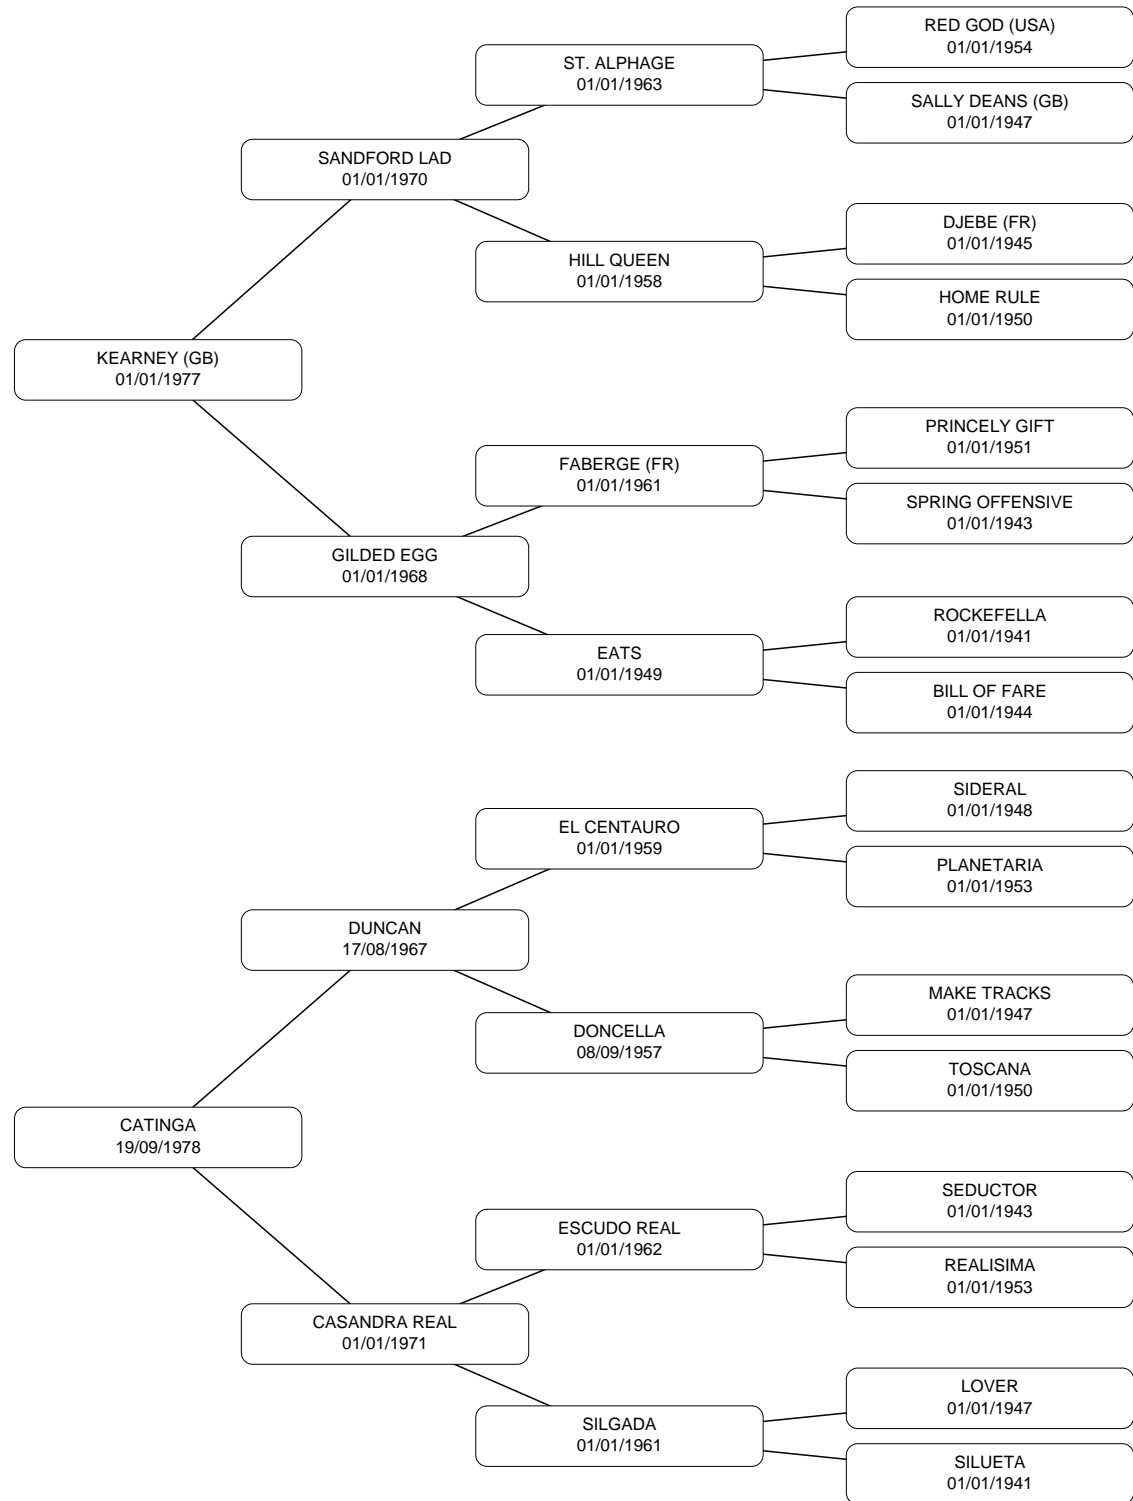 RED GOD (USA)
01/01/1954
ST. ALPHAGE
01/01/1963
SALLY DEANS (GB)
01/01/1947
SANDFORD LAD
01/01/1970
DJEBE (FR)
01/01/1945
HILL QUEEN
01/01/1958
HOME RULE
01/01/1950
KEARNEY (GB)
01/01/1977
PRINCELY GIFT
01/01/1951
FABERGE (FR)
01/01/1961
SPRING OFFENSIVE
01/01/1943
GILDED EGG
01/01/1968
ROCKEFELLA
01/01/1941
EATS
01/01/1949
BILL OF FARE
01/01/1944
SIDERAL
01/01/1948
EL CENTAURO
01/01/1959
PLANETARIA
01/01/1953
DUNCAN
17/08/1967
MAKE TRACKS
01/01/1947
DONCELLA
08/09/1957
TOSCANA
01/01/1950
CATINGA
19/09/1978
SEDUCTOR
01/01/1943
ESCUDO REAL
01/01/1962
REALISIMA
01/01/1953
CASANDRA REAL
01/01/1971
LOVER
01/01/1947
SILGADA
01/01/1961
SILUETA
01/01/1941